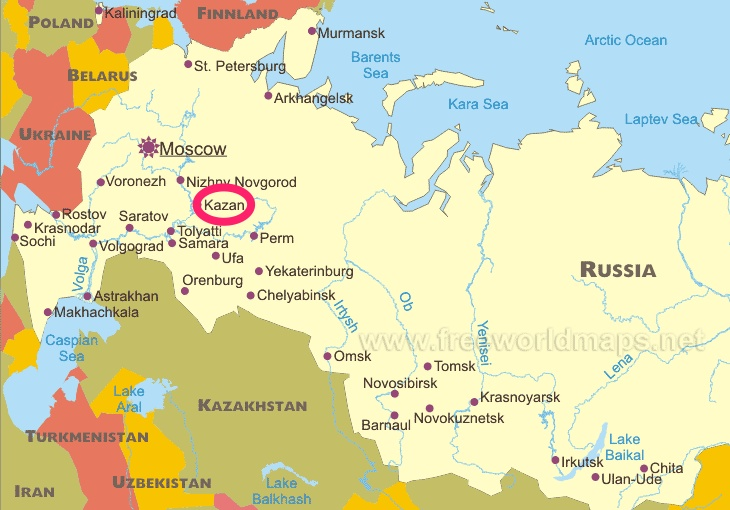 Kaliningrad
POLAND
FINNLAND
Murmansk
Arctic Ocean
St. Petersburg
Barents
Sea
BELARUS
Arkhangelsk
Kara Sea
Laptev Sea
UKRAINE
Moscow
Voronezh
Nizhny Novgorod
Kazan
Rostov
Saratov
Krasnodar
Tolyatti
Perm
Sochi
Volgograd
Samara
Ufa
RUSSIA
Volga
Orenburg
Yekaterinburg
Astrakhan
Chelyabinsk
Irtysh
Ob
Yenisei
Makhachkala
www.freeworldmaps.net
Caspian
Sea
Omsk
Tomsk
Lena
Lake
Aral
KAZAKHSTAN
Novosibirsk
Krasnoyarsk
Barnaul
Novokuznetsk
TURKMENISTAN
Lake
Baikal
Irkutsk
Chita
Ulan-Ude
IRAN
UZBEKISTAN
Lake
Balkhash